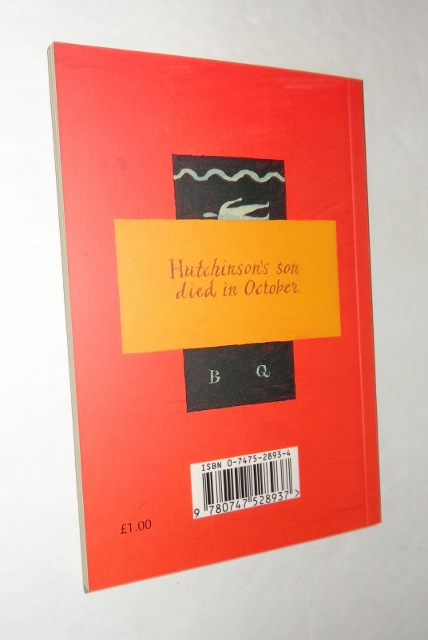 Hutchinson's son
died in October.
B Q
ISBN 0-7475-2893-4
9 780747 528937 >
£1.00